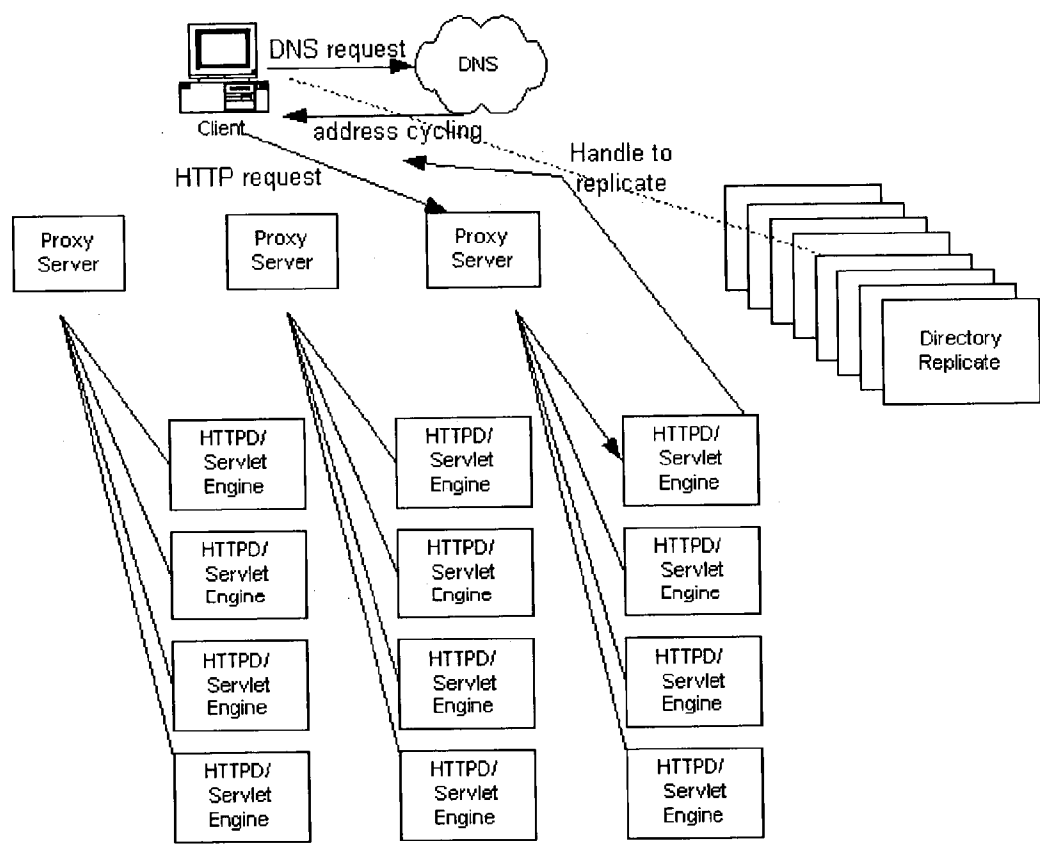 DNS request
DNS
Client
address cycling
HTTP request
Handle to
replicate
Proxy
Server
Proxy
Server
Proxy
Server
Directory
Replicate
HTTPD/
Servlet
Engine
HTTPD/
Servlet
Engine
HTTPD/
Servlet
Engine
HTTPD/
Servlet
Engine
HTTPD/
Servlet
Engine
HTTPD/
Servlet
Engine
HTTPD/
Servlet
Engine
HTTPD/
Servlet
Engine
HTTPD/
Servlet
Engine
HTTPD/
Servlet
Engine
HTTPD/
Servlet
Engine
HTTPD/
Servlet
Engine